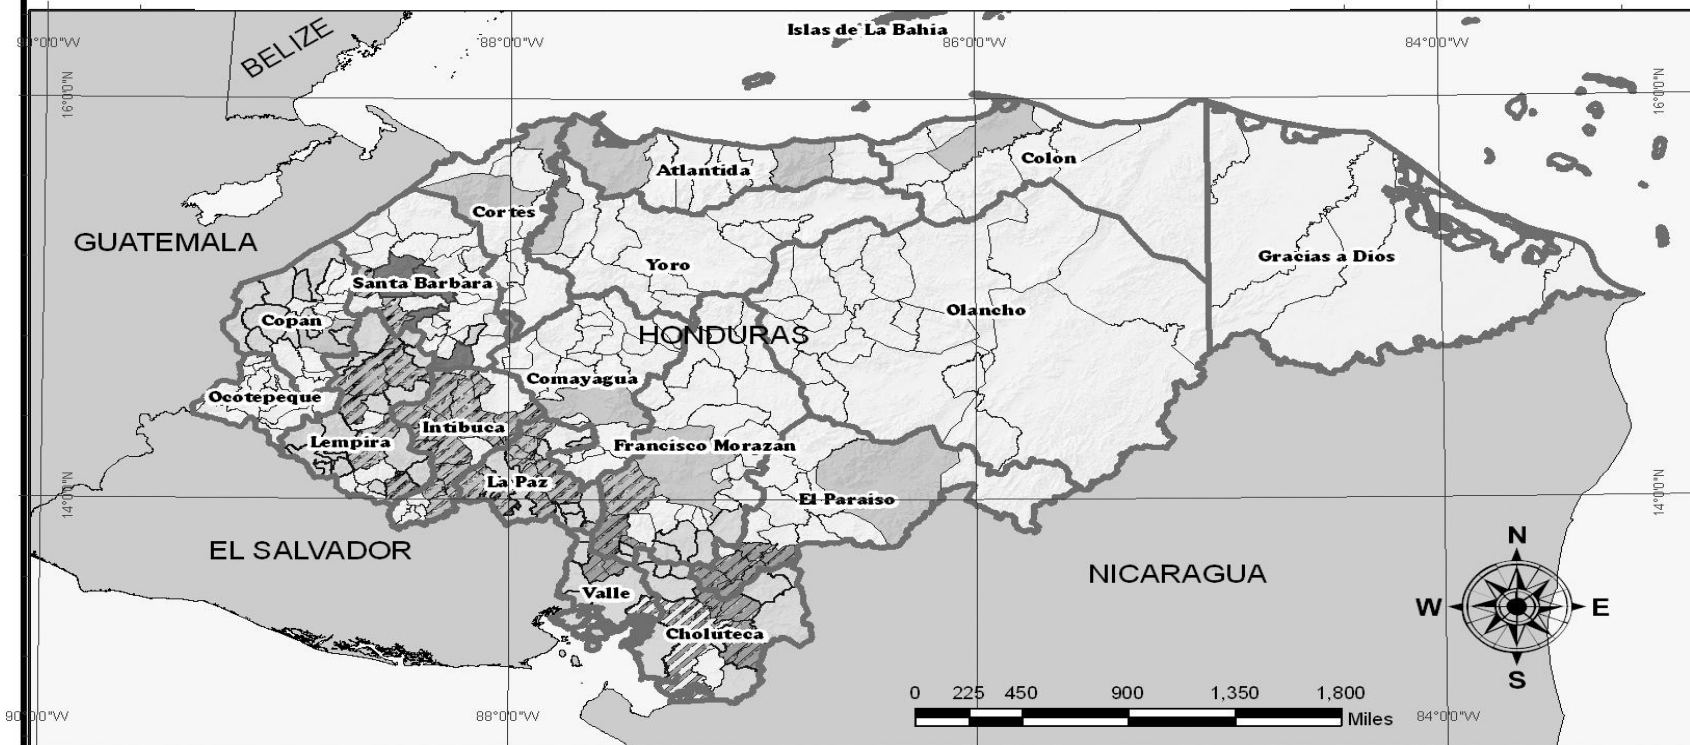 Islas de La Bahia
90°0'0"W
88°0'0"W
86°0'0"W
84°0'0"W
BELIZE
16°0'0"N
16°0'0"N
Atlantida
Colon
Cortes
GUATEMALA
Yoro
Gracias a Dios
Santa Barbara
Olancho
Copan
HONDURAS
Comayagua
Ocotepeque
Intibuca
Lempira
Francisco Morazan
La Paz
El Paraiso
14°0'0"N
14°0'0"N
EL SALVADOR
NICARAGUA
Valle
Choluteca
N
W
E
S
0 225 450 900 1,350 1,800
Miles
90°0'0"W
88°0'0"W
84°0'0"W